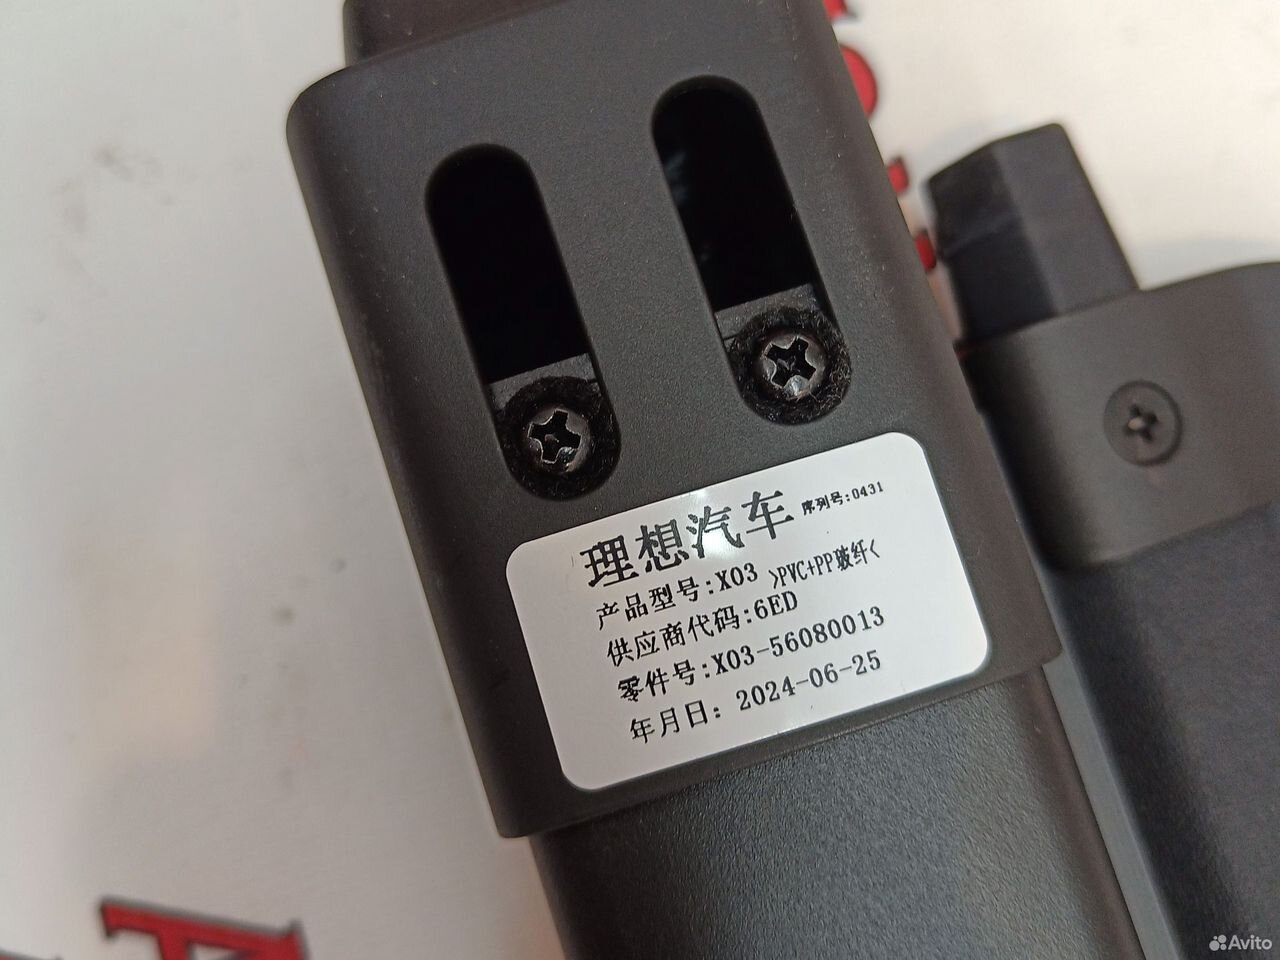 理想汽车 序列号:0431
产品型号:X03 >PVC+PP玻纤<
供应商代码:6ED
零件号:X03-56080013
年月日: 2024-06-25
A
Avito